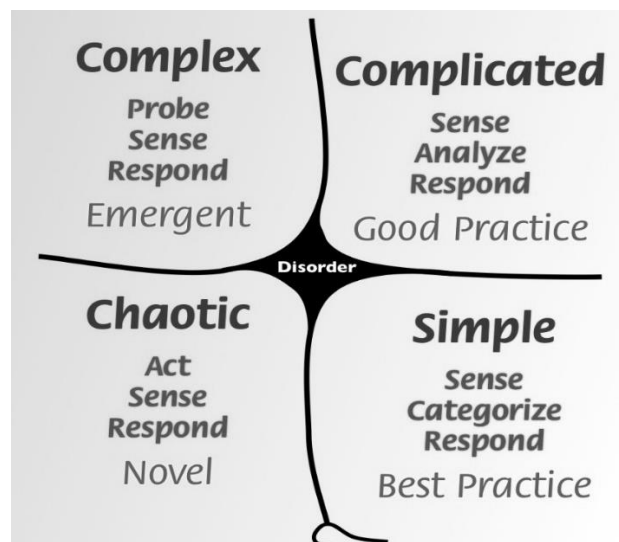 Complex
Probe
Sense
Respond
Emergent
Complicated
Sense
Analyze
Respond
Good Practice
Disorder
Chaotic
Act
Sense
Respond
Novel
Simple
Sense
Categorize
Respond
Best Practice